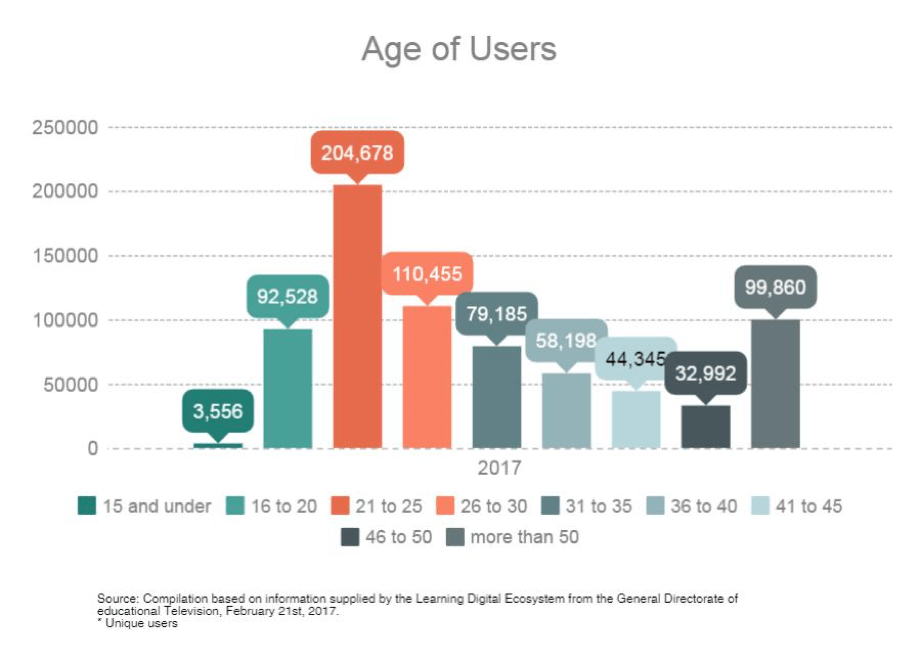 Age of Users
250000
200000
150000
100000
50000
0
204,678
110,455
92,528
79,185
99,860
58,198
44,345
32,992
3,556
2017
15 and under 16 to 20 21 to 25 26 to 30 31 to 35 36 to 40 41 to 45
46 to 50 more than 50
Source: Compilation based on information supplied by the Learning Digital Ecosystem from the General Directorate of
educational Television, February 21st, 2017.
* Unique users